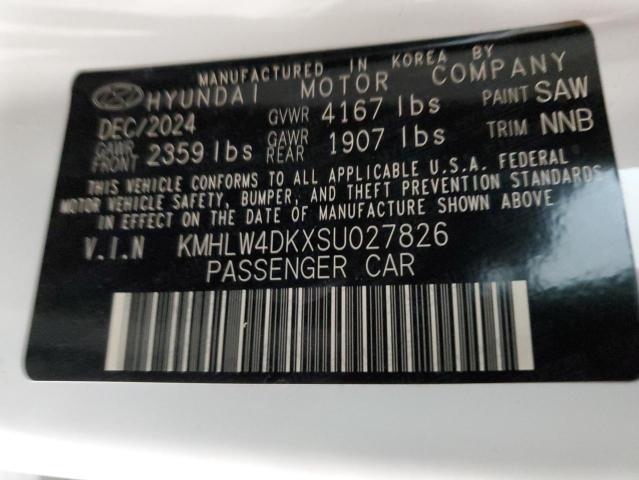 MANUFACTURED IN KOREA BY
HYUNDAI MOTOR COMPANY
DEC/2024 GVWR 4167 lbs PAINT SAW
GAWR FRONT 2359 lbs GAWR REAR 1907 lbs TRIM NNB
THIS VEHICLE CONFORMS TO ALL APPLICABLE U.S.A. FEDERAL
MOTOR VEHICLE SAFETY, BUMPER, AND THEFT PREVENTION STANDARDS
IN EFFECT ON THE DATE OF MANUFACTURE SHOWN ABOVE
V.I.N KMHLW4DKXSU027826
PASSENGER CAR